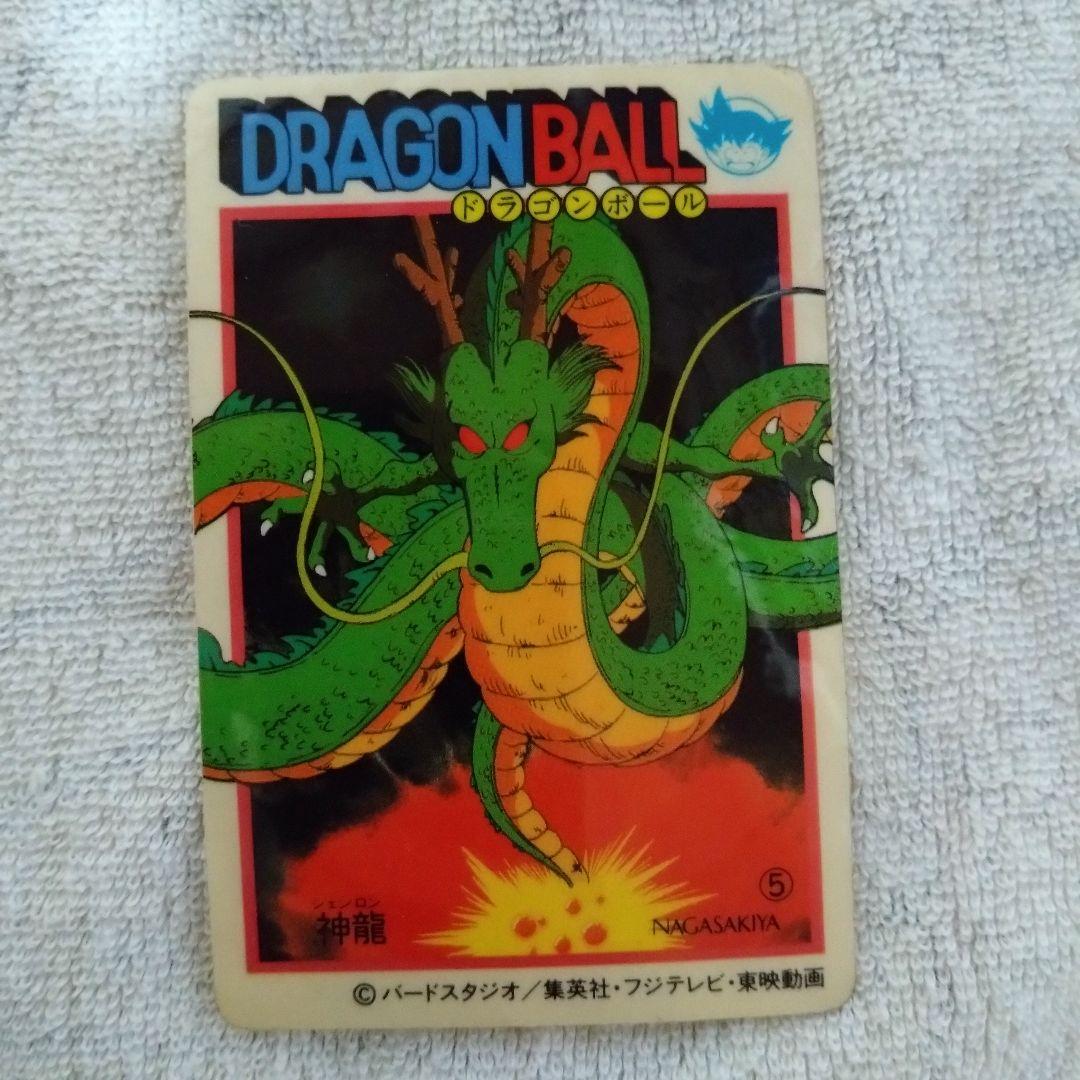 DRAGON BALL
ドラゴンボール
⑤
シェンロン
神龍
NAGASAKIYA
©バードスタジオ／集英社・フジテレビ・東映動画